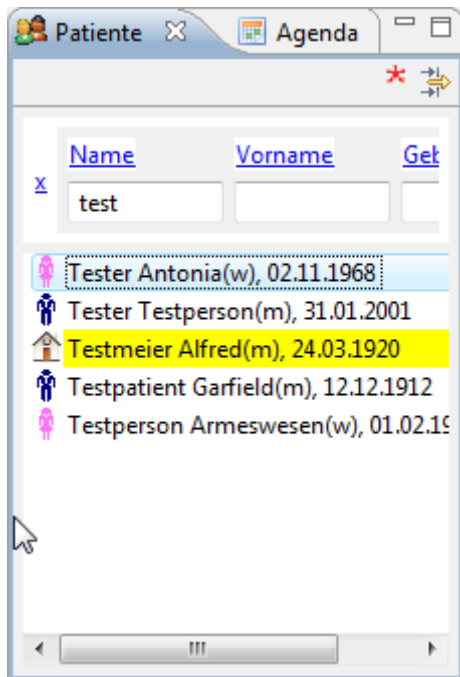 Patiente Agenda
Name Vorname Geb
x
test
Tester Antonia(w), 02.11.1968
Tester Testperson(m), 31.01.2001
Testmeier Alfred(m), 24.03.1920
Testpatient Garfield(m), 12.12.1912
Testperson Armeswesen(w), 01.02.19